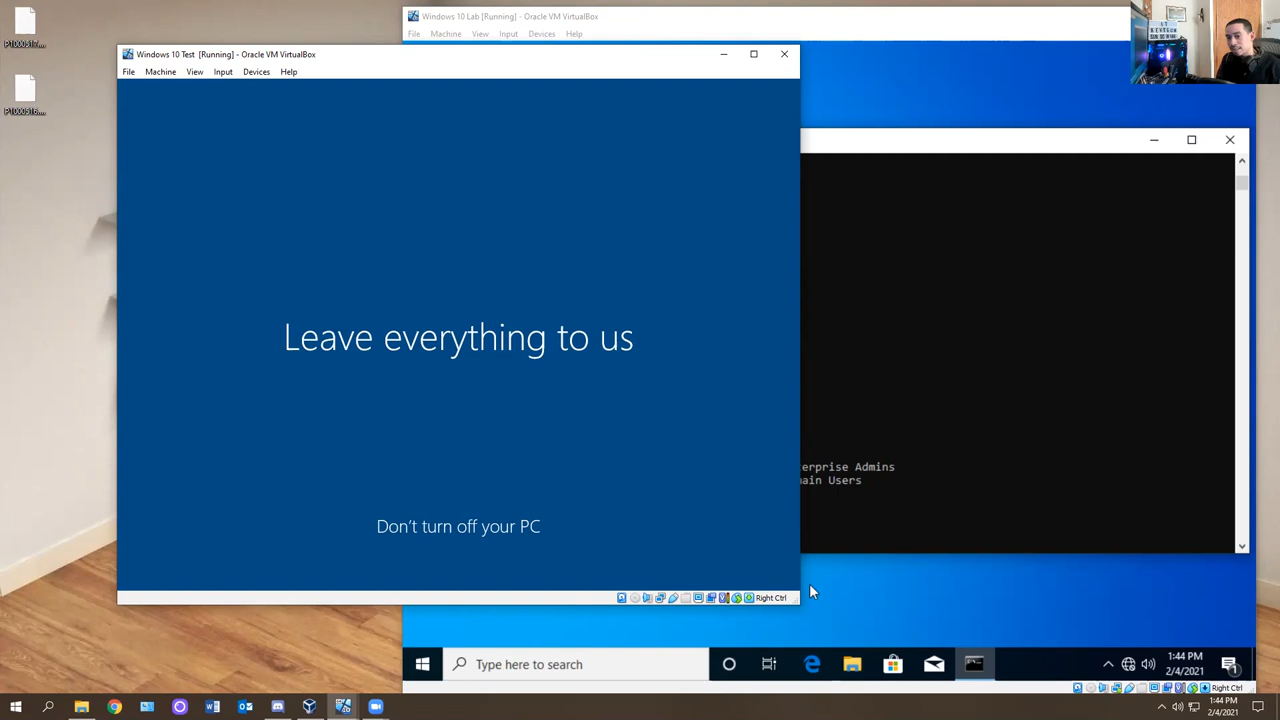 Windows 10 Lab [Running] - Oracle VM VirtualBox
File Machine View Input Devices Help
Windows 10 Test [Running] - Oracle VM VirtualBox
File Machine View Input Devices Help
Leave everything to us
Don't turn off your PC
Right Ctrl
erprise Admins
ain Users
Type here to search
1:44 PM
2/4/2021
1
Right Ctrl
1:44 PM
2/4/2021